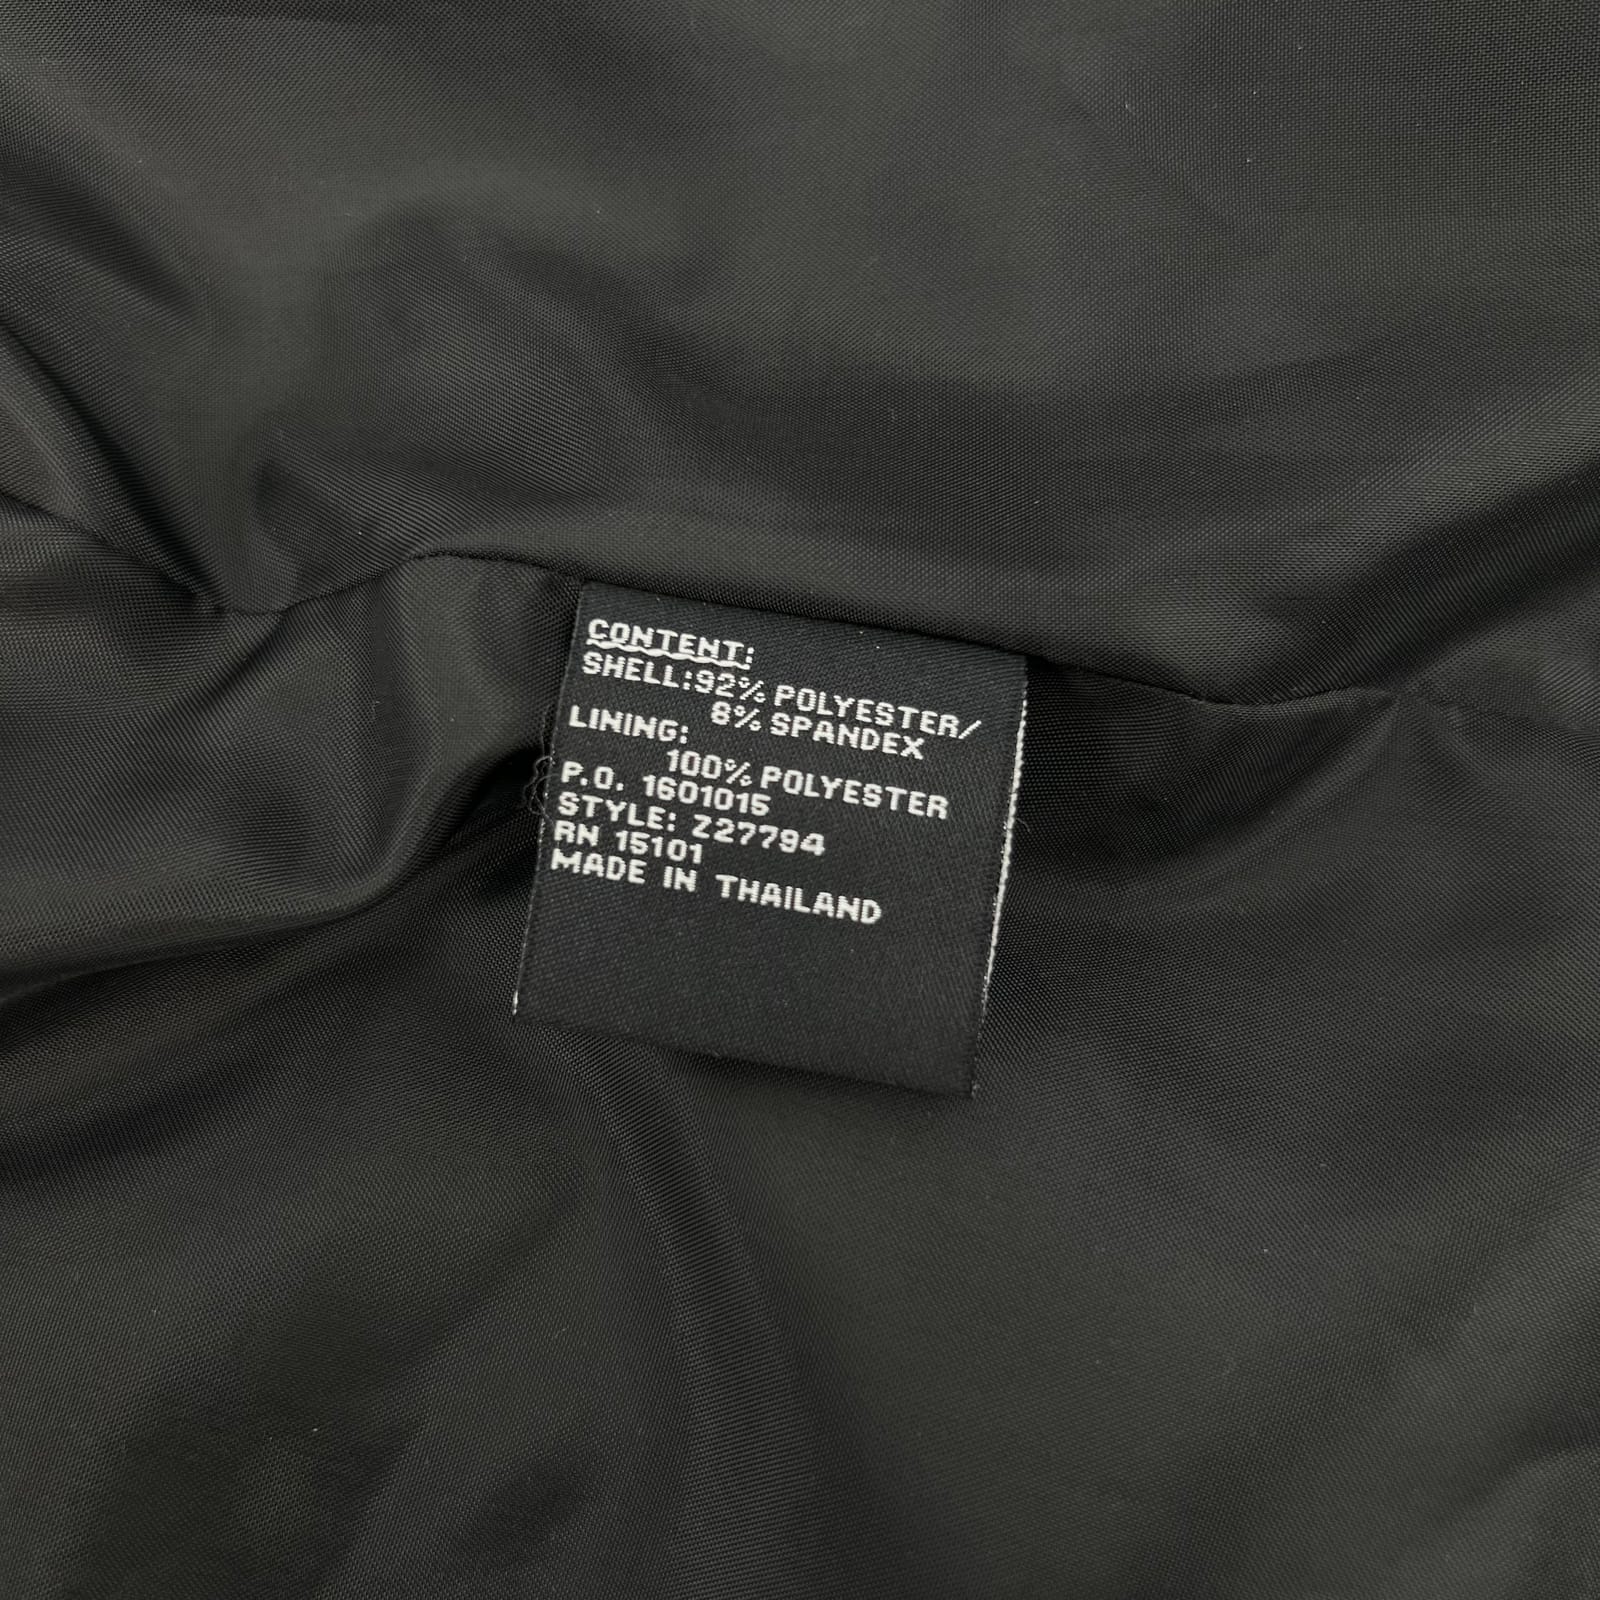 CONTENT:
SHELL:92% POLYESTER/
8% SPANDEX
LINING:
100% POLYESTER
P.O. 1601015
STYLE: Z27794
RN 15101
MADE IN THAILAND